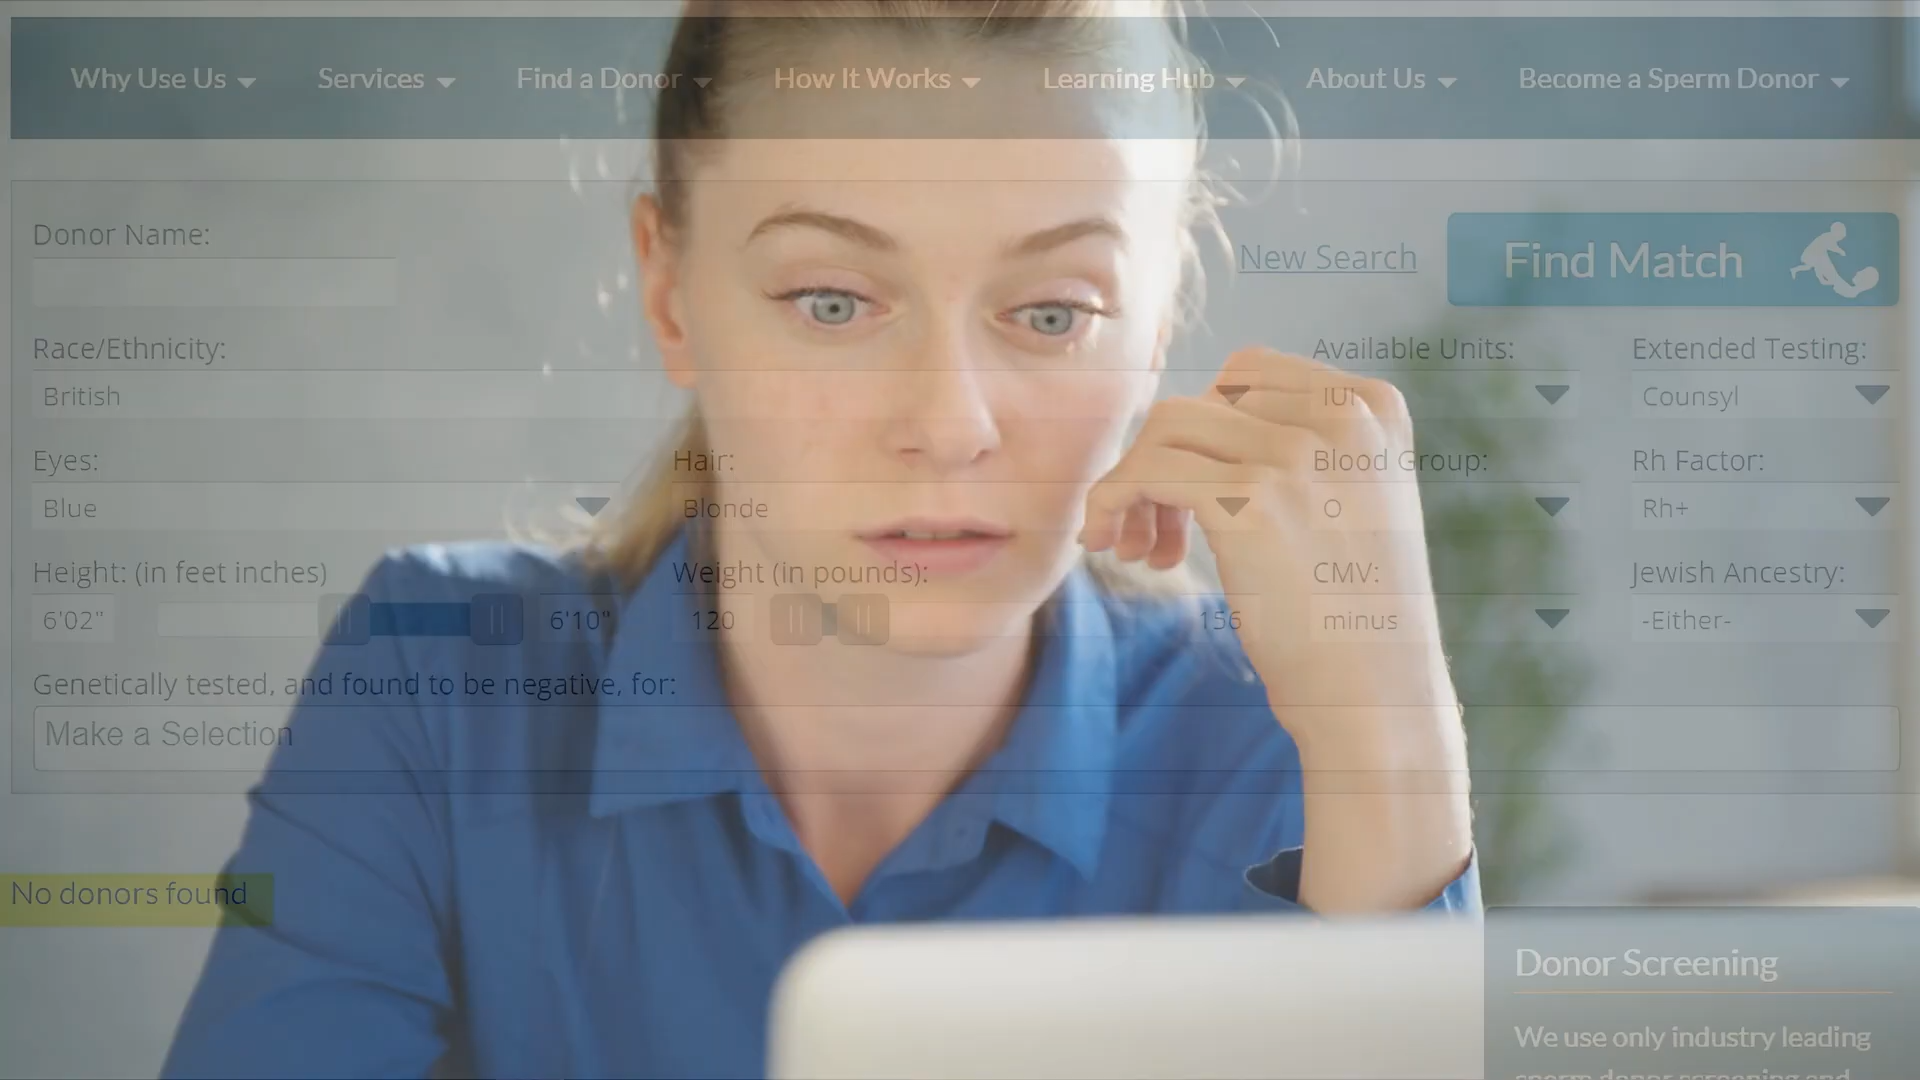 Why Use Us Services Find a Donor How It Works Learning Hub About Us Become a Sperm Donor
Donor Name:
New Search
Find Match
Race/Ethnicity:
Available Units:
Extended Testing:
British
IUI
Counsyl
Eyes:
Hair:
Blood Group:
Rh Factor:
Blue
Blonde
O
Rh+
Height: (in feet inches)
Weight (in pounds):
CMV:
Jewish Ancestry:
6'02"
6'10"
120
156
minus
-Either-
Genetically tested, and found to be negative, for:
Make a Selection
No donors found
Donor Screening
We use only industry leading
sperm donor screening and